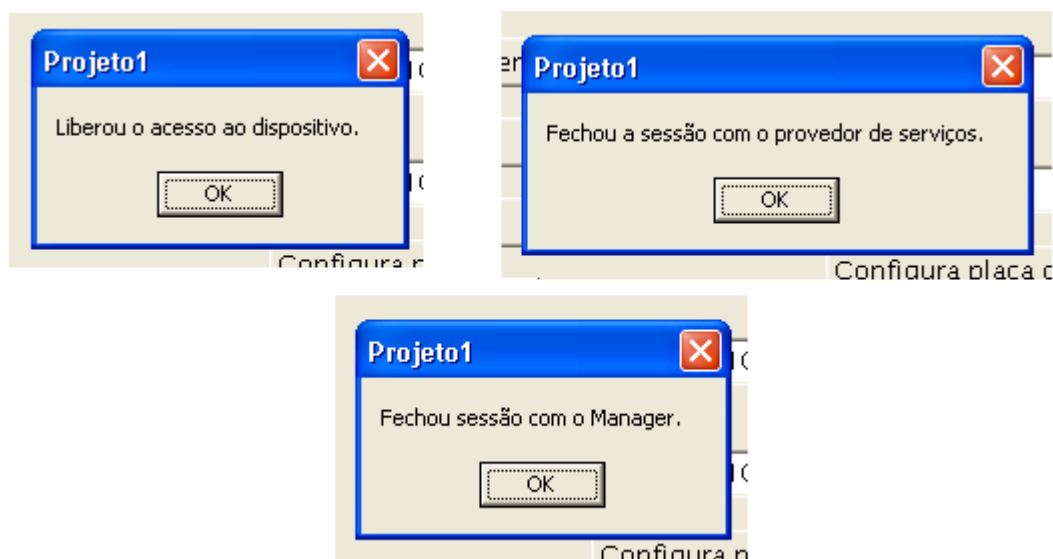 Projeto1
Liberou o acesso ao dispositivo.
OK
Projeto1
Fechou a sessão com o provedor de serviços.
OK
Configura placa
Projeto1
Fechou sessão com o Manager.
OK
Configura